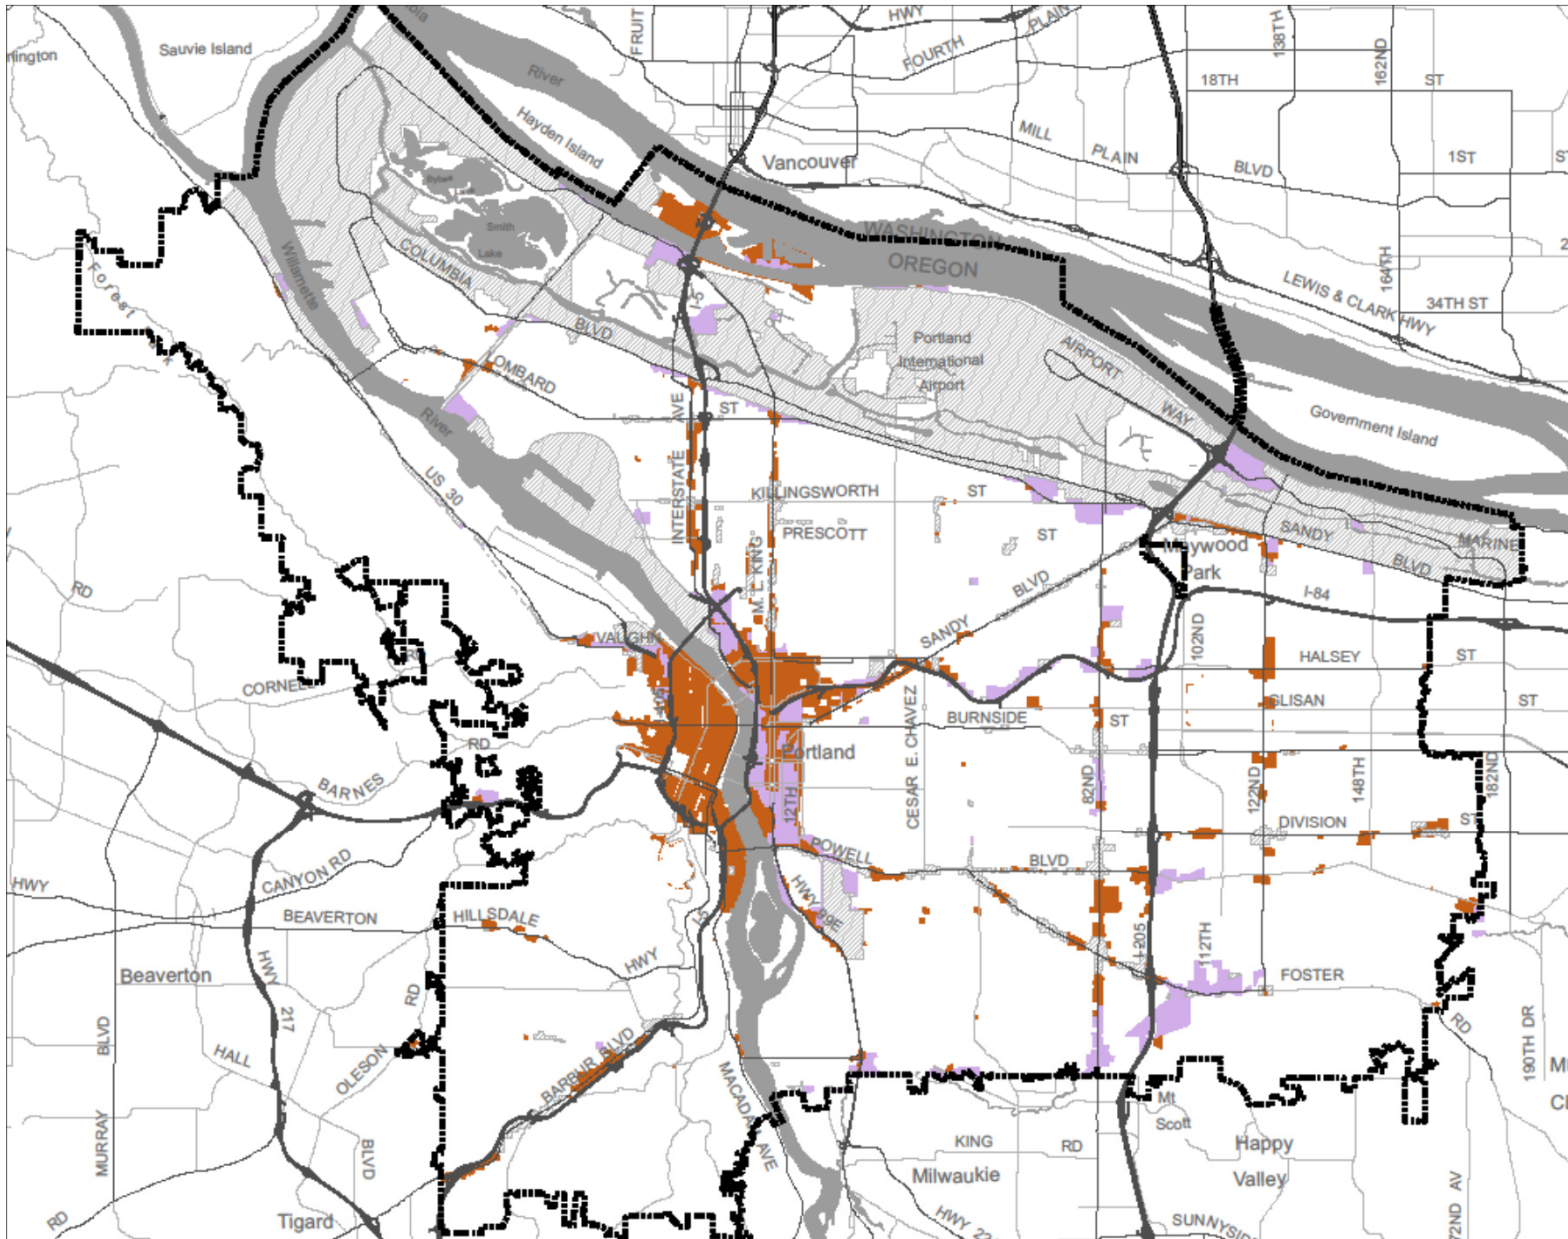 HWY
PLAIN
FRUIT
FOURTH
138TH
162ND
Sauvie Island
River
18TH
ST
Hayden Island
MILL
PLAIN
BLVD
1ST
Vancouver
Smith
Lake
WASHINGTON
OREGON
COLUMBIA
BLVD
Willamette
164TH
LEWIS & CLARK HWY
34TH ST
I-5
Portland
International
Airport
AIRPORT
WAY
Forest
LOMBARD
ST
INTERSTATE AVE
River
Government Island
US 30
KILLINGSWORTH
ST
PRESCOTT
ST
SANDY
BLVD
MARINE
Maywood
Park
M. L. KING
BLVD
SANDY
I-84
RD
VAUGHN
102ND
RD
CORNELL
HALSEY
ST
405
GLISAN
ST
CESAR E. CHAVEZ
BURNSIDE
ST
RD
Portland
BARNES
12TH
82ND
122ND
148TH
182ND
DIVISION
ST
POWELL
BLVD
CANYON RD
HWY
HWY 99E
BEAVERTON
HILLSDALE
HWY
I-205
112TH
Beaverton
HWY
217
RD
FOSTER
RD
BLVD
HALL
OLESON
BARBUR BLVD
MACADAM AVE
190TH DR
MURRAY
BLVD
Mt
Scott
KING
RD
Happy
Valley
Milwaukie
Tigard
RD
HWY 22
SUNNYSID
72ND AV